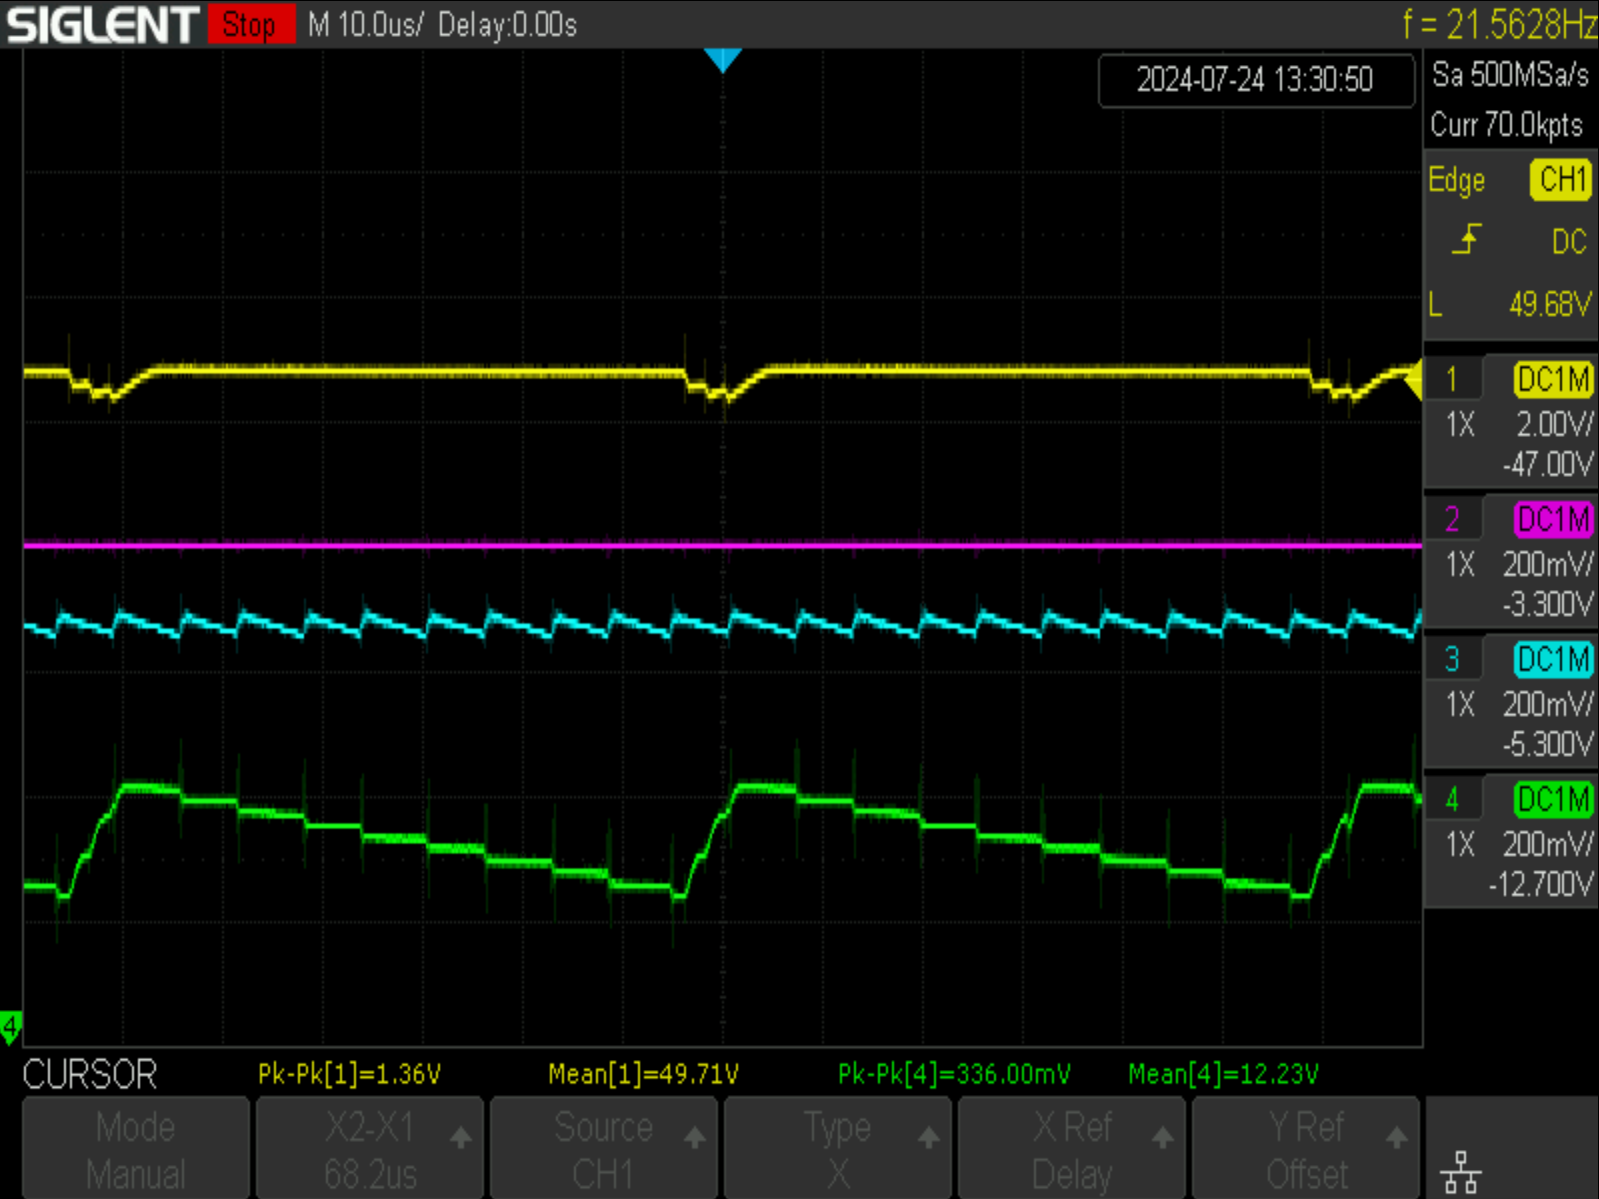 SIGLENT Stop M 10.0us/ Delay:0.00s f = 21.5628Hz
2024-07-24 13:30:50
Sa 500MSa/s
Curr 70.0kpts
Edge CH1
DC
L 49.68V
1 DC1M
1X 2.00V/
-47.00V
2 DC1M
1X 200mV/
-3.300V
3 DC1M
1X 200mV/
-5.300V
4 DC1M
1X 200mV/
-12.700V
4
CURSOR Pk-Pk[1]=1.36V Mean[1]=49.71V Pk-Pk[4]=336.00mV Mean[4]=12.23V
Mode X2-X1 Source Type X Ref Y Ref
Manual 68.2us CH1 X Delay Offset